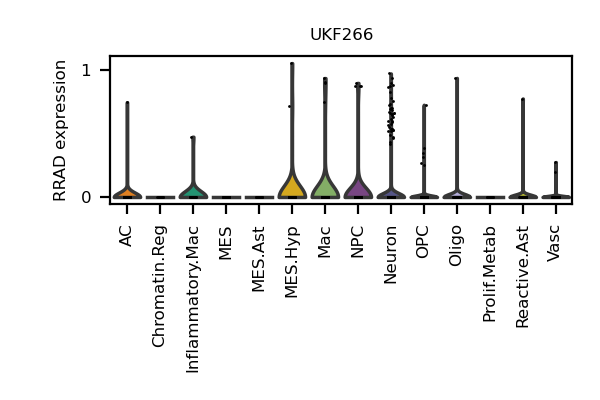 UKF266
RRAD expression
1
0
AC
Chromatin.Reg
Inflammatory.Mac
MES
MES.Ast
MES.Hyp
Mac
NPC
Neuron
OPC
Oligo
Prolif.Metab
Reactive.Ast
Vasc